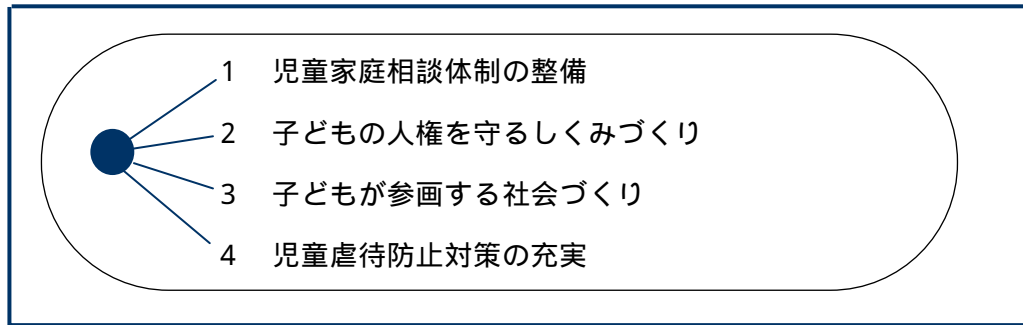 1 児童家庭相談体制の整備
2 子どもの人権を守るしくみづくり
3 子どもが参画する社会づくり
4 児童虐待防止対策の充実